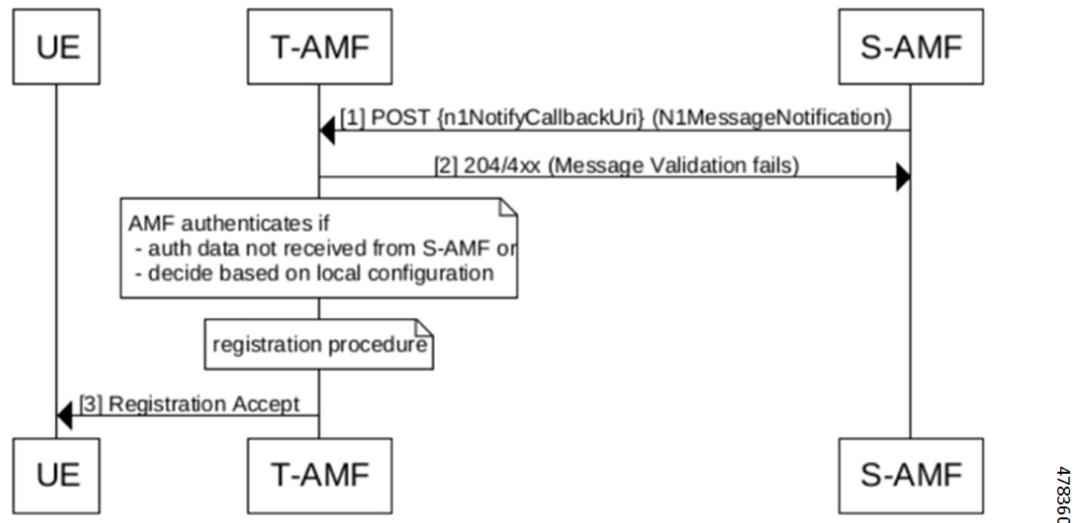 UE
T-AMF
S-AMF
[1] POST {n1NotifyCallbackUri} (N1MessageNotification)
[2] 204/4xx (Message Validation fails)
AMF authenticates if
- auth data not received from S-AMF or
- decide based on local configuration
registration procedure
[3] Registration Accept
UE
T-AMF
S-AMF
478360